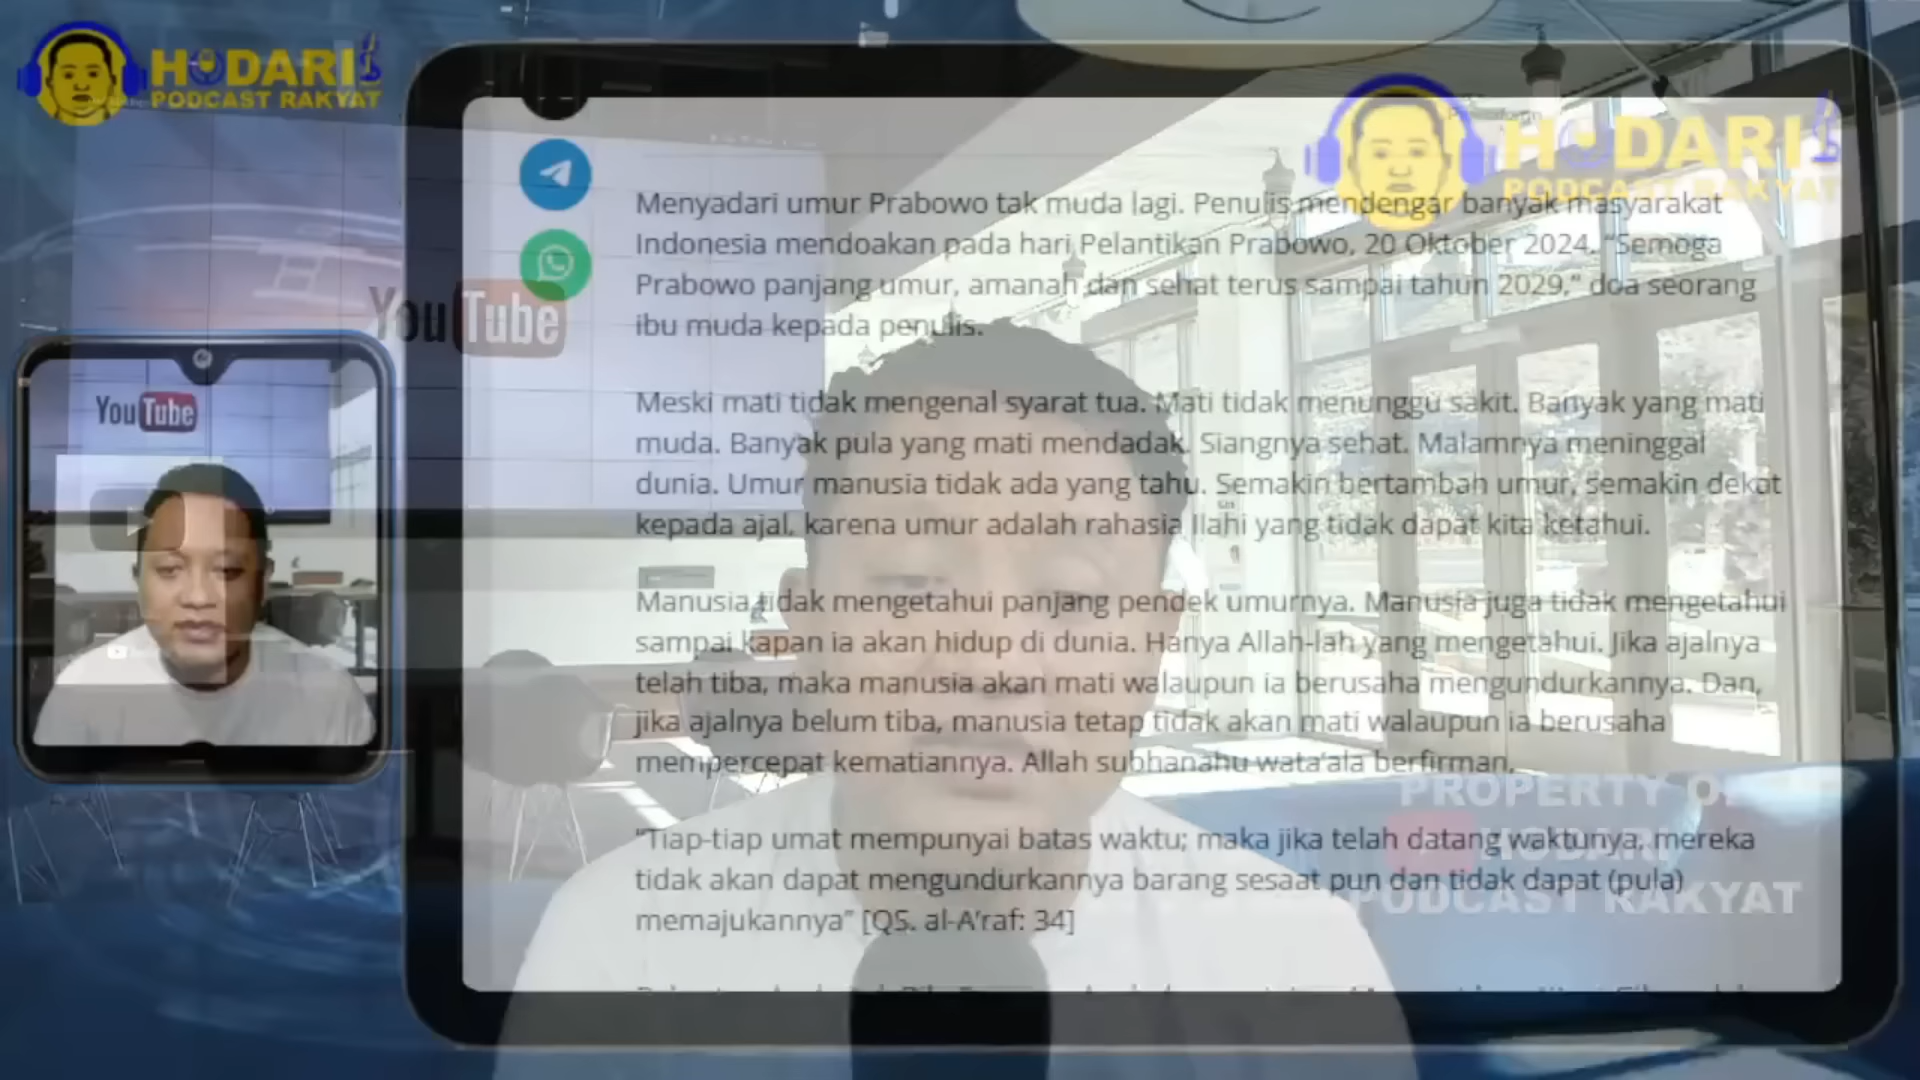 HODARI
PODCAST RAKYAT
HODARI
PODCAST RAKYAT
YouTube
YouTube
Menyadari umur Prabowo tak muda lagi. Penulis mendengar banyak masyarakat
Indonesia mendoakan pada hari Pelantikan Prabowo, 20 Oktober 2024. “Semoga
Prabowo panjang umur, amanah dan sehat terus sampai tahun 2029,” doa seorang
ibu muda kepada penulis.
Meski mati tidak mengenal syarat tua. Mati tidak menunggu sakit. Banyak yang mati
muda. Banyak pula yang mati mendadak. Siangnya sehat. Malamnya meninggal
dunia. Umur manusia tidak ada yang tahu. Semakin bertambah umur, semakin dekat
kepada ajal, karena umur adalah rahasia Ilahi yang tidak dapat kita ketahui.
Manusia tidak mengetahui panjang pendek umurnya. Manusia juga tidak mengetahui
sampai kapan ia akan hidup di dunia. Hanya Allah-lah yang mengetahui. Jika ajalnya
telah tiba, maka manusia akan mati walaupun ia berusaha mengundurkannya. Dan,
jika ajalnya belum tiba, manusia tetap tidak akan mati walaupun ia berusaha
mempercepat kematiannya. Allah subhanahu wata’ala berfirman,
“Tiap-tiap umat mempunyai batas waktu; maka jika telah datang waktunya, mereka
tidak akan dapat mengundurkannya barang sesaat pun dan tidak dapat (pula)
memajukannya” [QS. al-A’raf: 34]
PROPERTY OF
HODARI
PODCAST RAKYAT